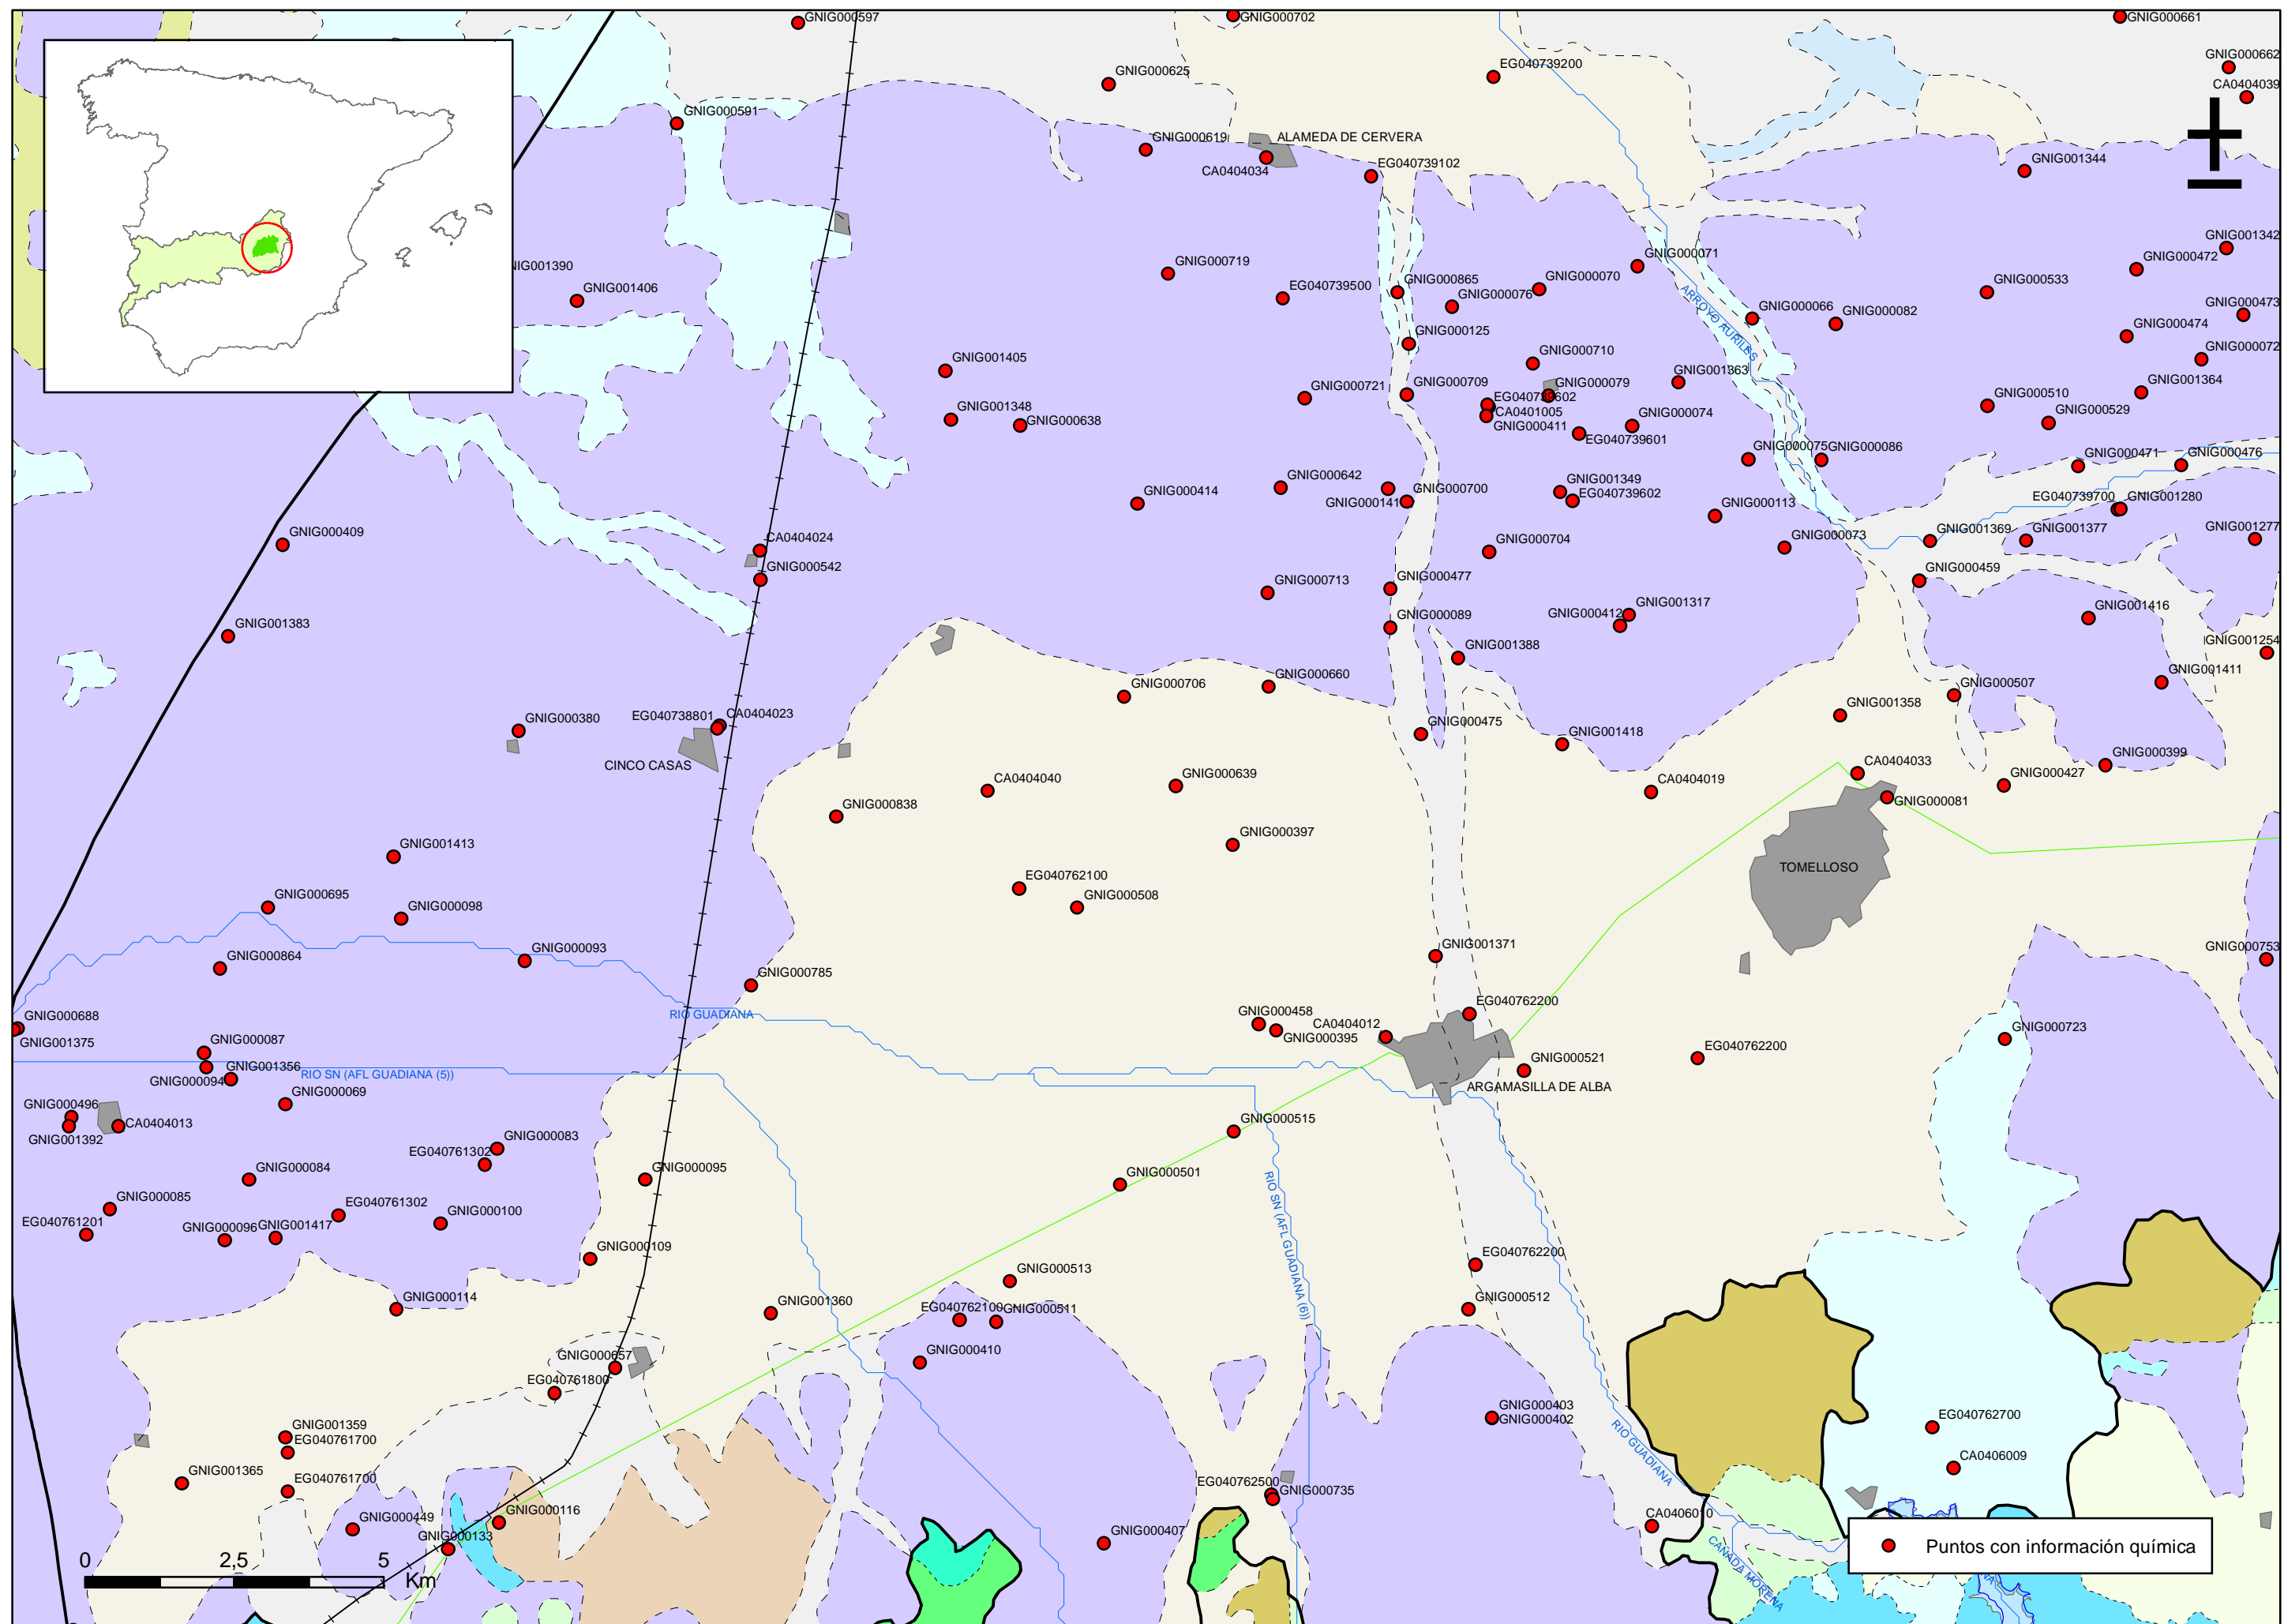 GNIG000597
GNIG000702
GNIG000661
GNIG000662
GNIG000625
EG040739200
CA0404039
GNIG000591
GNIG000619
ALAMEDA DE CERVERA
CA0404034
EG040739102
GNIG001344
GNIG001342
GNIG000071
GNIG000472
NIG001390
GNIG001406
GNIG000719
EG040739500
GNIG000865
GNIG000076
GNIG000070
GNIG000533
GNIG000473
ARROYO AURILES
GNIG000066
GNIG000082
GNIG000125
GNIG000474
GNIG000072
GNIG001405
GNIG000710
GNIG001363
GNIG000721
GNIG000709
GNIG000079
EG040739602
GNIG001364
GNIG000510
GNIG001348
GNIG000638
CA0401005
GNIG000411
GNIG000074
GNIG000529
EG040739601
GNIG000075
GNIG000086
GNIG000471
GNIG000476
GNIG000414
GNIG000642
GNIG000700
GNIG000141
GNIG001349
EG040739602
GNIG000113
EG040739700
GNIG001280
GNIG000409
CA0404024
GNIG000704
GNIG000073
GNIG001369
GNIG001377
GNIG001277
GNIG000542
GNIG000713
GNIG000477
GNIG000459
GNIG001383
GNIG000089
GNIG000412
GNIG001317
GNIG001416
GNIG001388
GNIG001254
GNIG001411
GNIG000706
GNIG000660
GNIG000507
GNIG001358
GNIG000380
EG040738801
CA0404023
CINCO CASAS
GNIG000475
GNIG001418
GNIG000399
CA0404040
GNIG000639
CA0404019
CA0404033
GNIG000427
GNIG000081
GNIG000838
GNIG001413
GNIG000397
TOMELLOSO
EG040762100
GNIG000508
GNIG000695
GNIG000098
GNIG000864
GNIG000093
GNIG000785
GNIG001371
GNIG000753
RIO GUADIANA
GNIG000688
GNIG001375
GNIG000458
GNIG000395
CA0404012
EG040762200
GNIG000723
GNIG000087
GNIG001356
GNIG000094
RIO SN (AFL GUADIANA (5))
GNIG000521
EG040762200
ARGAMASILLA DE ALBA
GNIG000069
GNIG000496
CA0404013
GNIG001392
GNIG000515
GNIG000083
EG040761302
GNIG000084
GNIG000095
GNIG000501
RIO SN (AFL GUADIANA (6))
GNIG000085
EG040761201
EG040761302
GNIG000100
GNIG000096
GNIG001417
GNIG000109
EG040762200
GNIG000513
GNIG000114
GNIG001360
EG040762100
GNIG000511
GNIG000512
GNIG000657
GNIG000410
EG040761800
GNIG001359
EG040761700
GNIG000403
GNIG000402
RIO GUADIANA
EG040762700
CA0406009
GNIG001365
EG040761700
EG040762500
GNIG000735
GNIG000449
GNIG000116
GNIG000133
GNIG000407
CA0406010
CAÑADA MORENA
Puntos con información química
0 2,5 5
Km